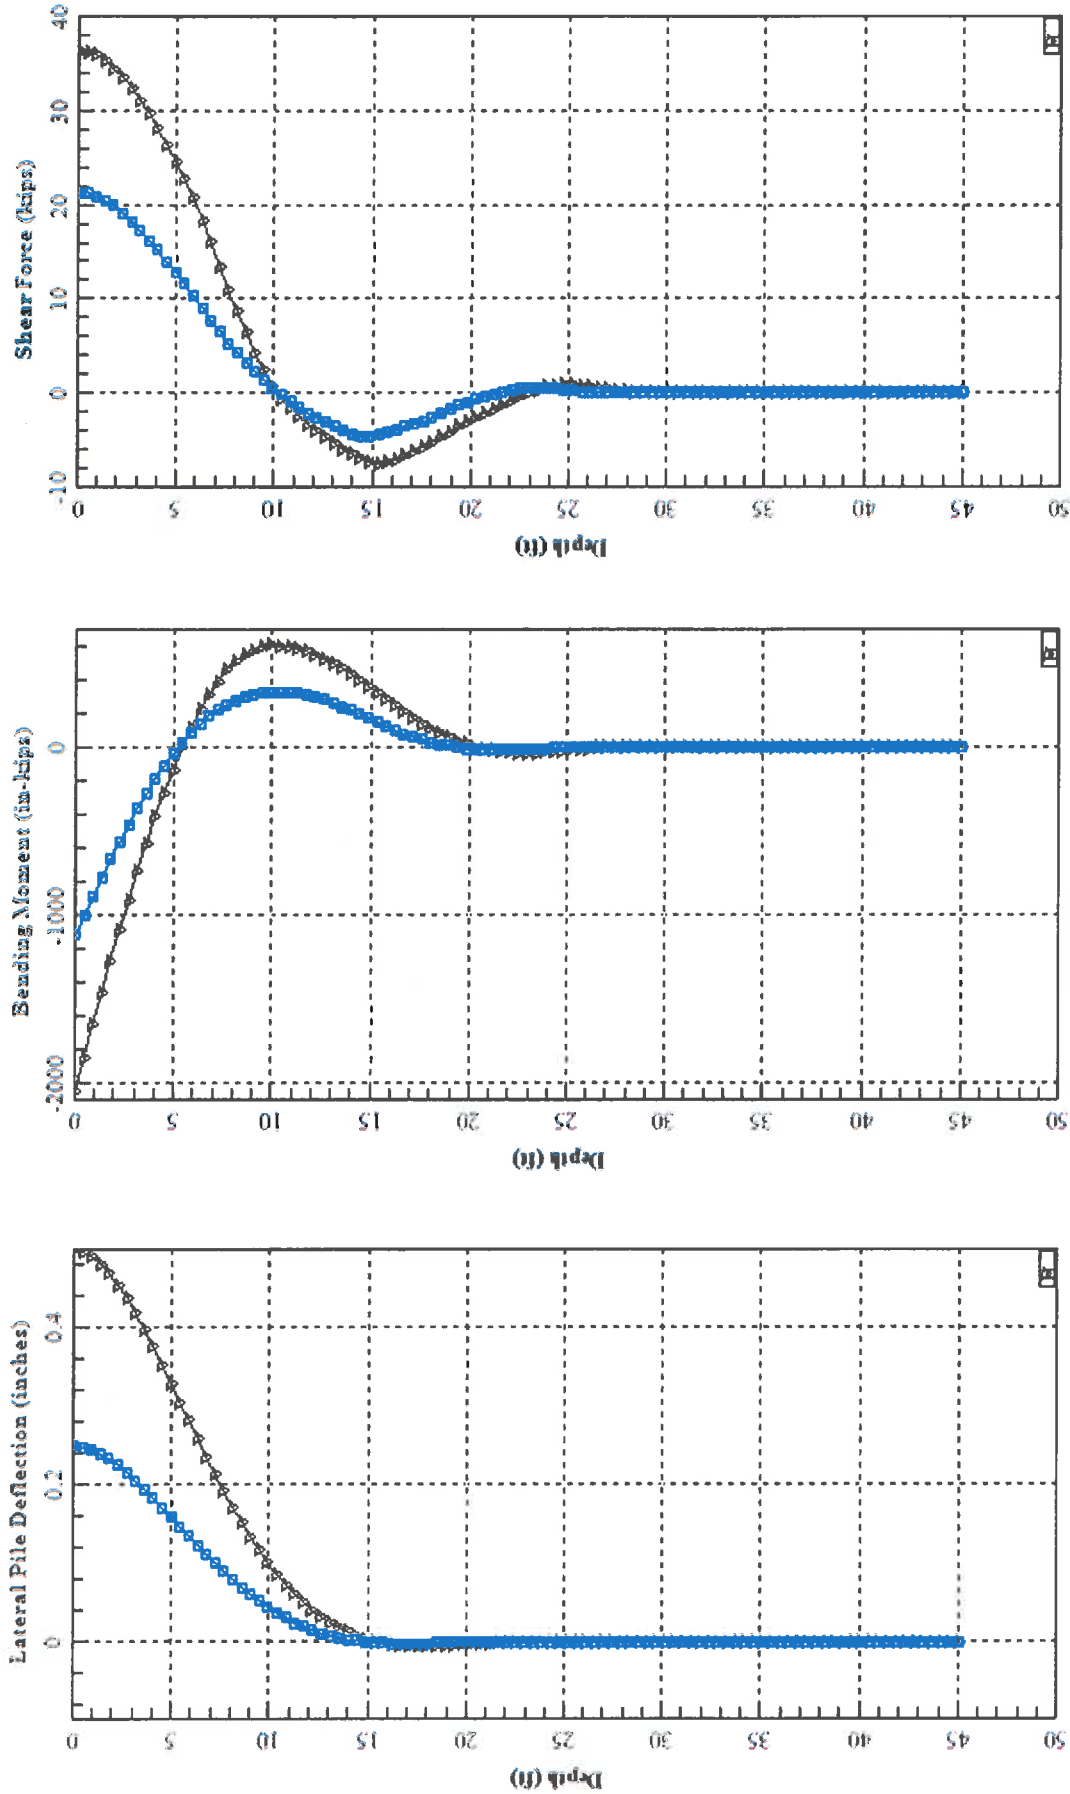 Shear Force (kips)
-10 0 10 20 30 40
0 5 10 15 20 25 30 35 40 45 50
Depth (ft)
Bending Moment (in-kips)
-2000 -1000 0
0 5 10 15 20 25 30 35 40 45 50
Depth (ft)
Lateral Pile Deflection (inches)
0 0.2 0.4
0 5 10 15 20 25 30 35 40 45 50
Depth (ft)